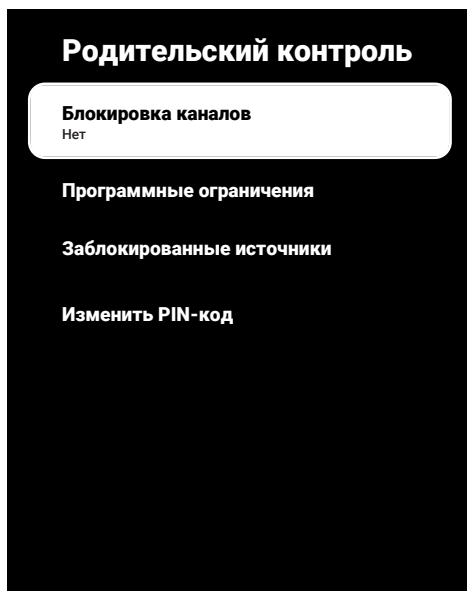 Родительский контроль
Блокировка каналов
Нет
Программные ограничения
Заблокированные источники
Изменить PIN-код